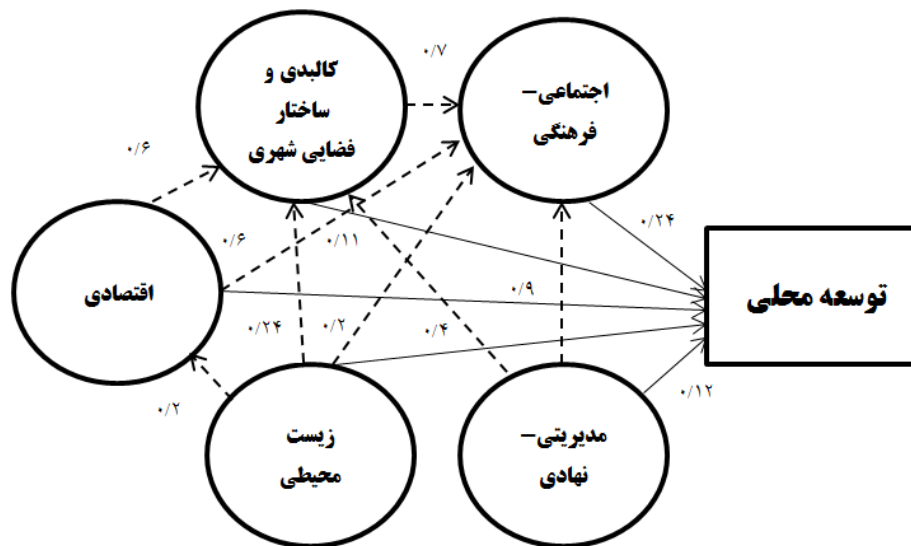 کالبدی و
ساختار
فضایی شهری
۰/۷
اجتماعی–
فرهنگی
۰/۶
۰/۲۴
۰/۶
۰/۱۱
توسعه محلی
اقتصادی
۰/۹
۰/۲۴
۰/۲
۰/۴
۰/۲
۰/۱۲
زیست
محیطی
مدیریتی–
نهادی